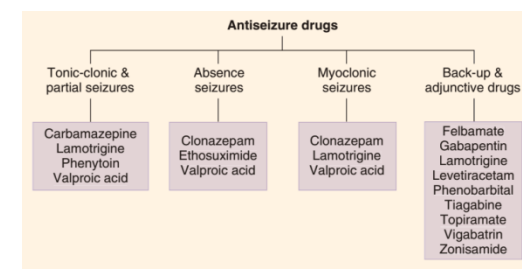 Antiseizure drugs
Tonic-clonic &
partial seizures
Absence
seizures
Myoclonic
seizures
Back-up &
adjunctive drugs
Carbamazepine
Lamotrigine
Phenytoin
Valproic acid
Clonazepam
Ethosuximide
Valproic acid
Clonazepam
Lamotrigine
Valproic acid
Felbamate
Gabapentin
Lamotrigine
Levetiracetam
Phenobarbital
Tiagabine
Topiramate
Vigabatrin
Zonisamide